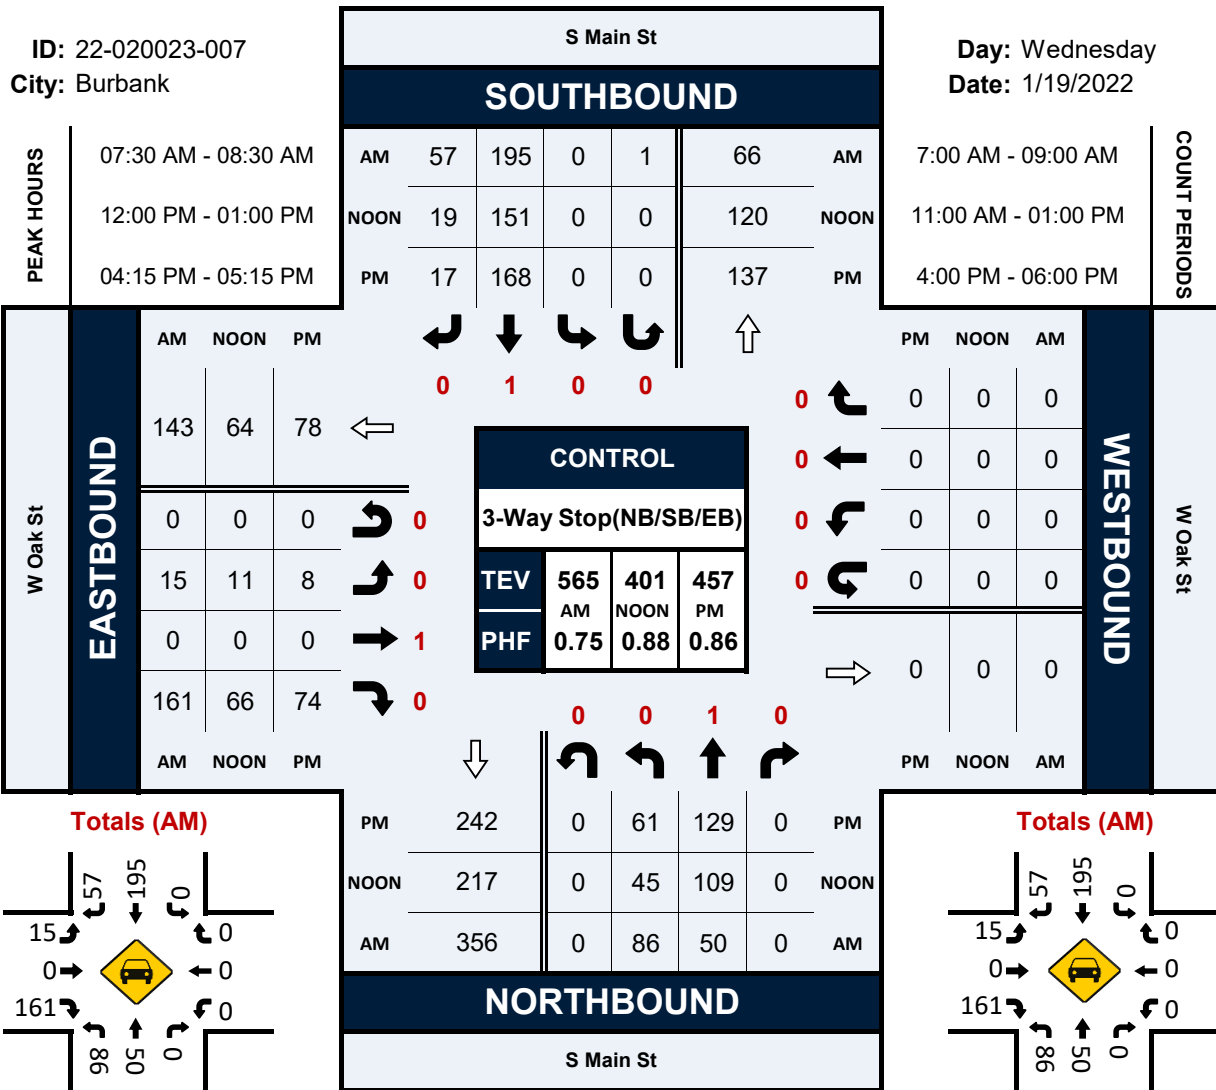 ID: 22-020023-007
City: Burbank
S Main St
Day: Wednesday
Date: 1/19/2022
SOUTHBOUND
PEAK HOURS
07:30 AM - 08:30 AM
12:00 PM - 01:00 PM
04:15 PM - 05:15 PM
AM 57 195 0 1 66 AM
NOON 19 151 0 0 120 NOON
PM 17 168 0 0 137 PM
7:00 AM - 09:00 AM
11:00 AM - 01:00 PM
4:00 PM - 06:00 PM
COUNT PERIODS
0 1 0 0
W Oak St
EASTBOUND
AM NOON PM
143 64 78
0 0 0 0
15 11 8 0
0 0 0 1
161 66 74 0
AM NOON PM
CONTROL
3-Way Stop(NB/SB/EB)
TEV 565 401 457
AM NOON PM
PHF 0.75 0.88 0.86
PM NOON AM
0 0 0 0
0 0 0 0
0 0 0 0
0 0 0 0
0 0 0
PM NOON AM
WESTBOUND
W Oak St
0 0 1 0
PM 242 0 61 129 0 PM
NOON 217 0 45 109 0 NOON
AM 356 0 86 50 0 AM
NORTHBOUND
S Main St
Totals (AM)
57 195 0
15 0
0 0
161 0
86 50 0
Totals (AM)
57 195 0
15 0
0 0
161 0
86 50 0